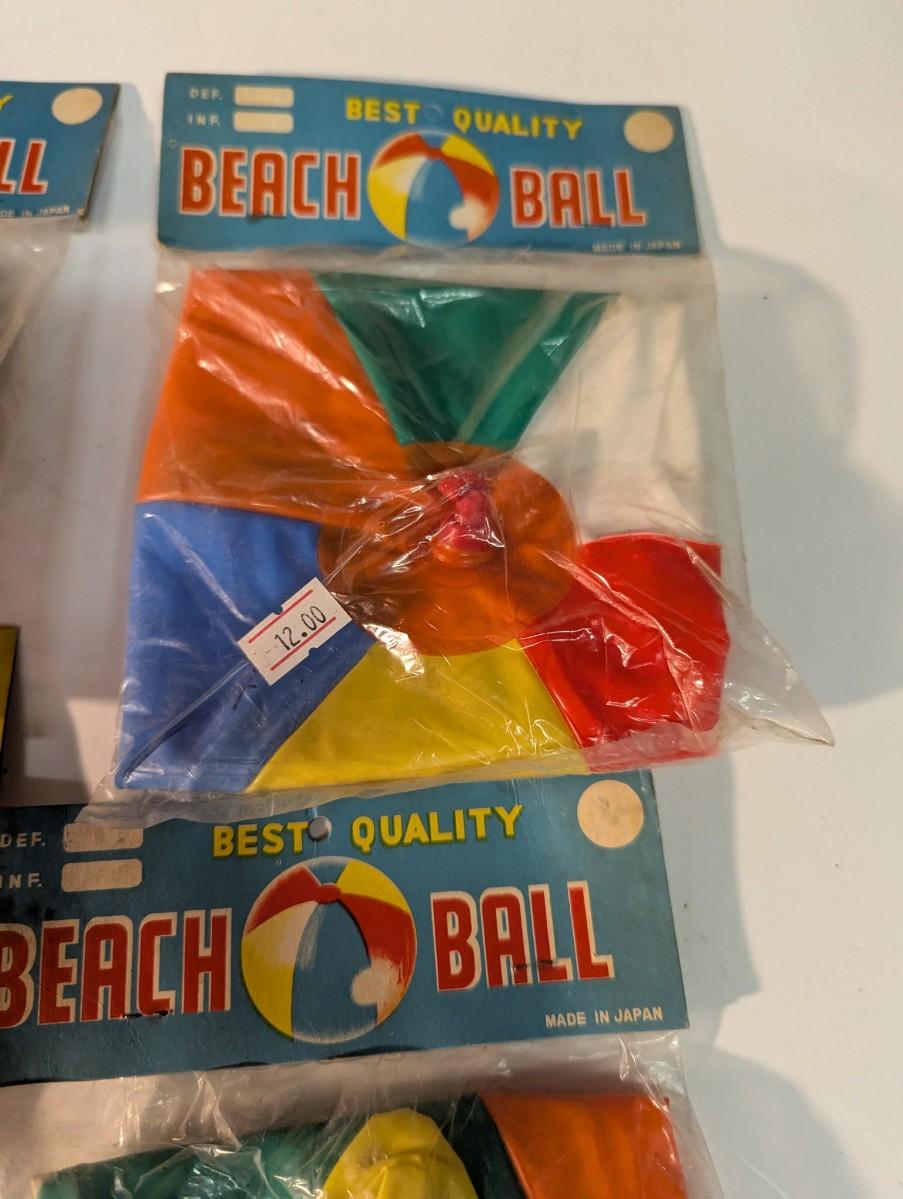 LL
DEF.
INF.
BEST QUALITY
BEACH BALL
MADE IN JAPAN
12.00
DEF.
INF.
BEST QUALITY
BEACH BALL
MADE IN JAPAN